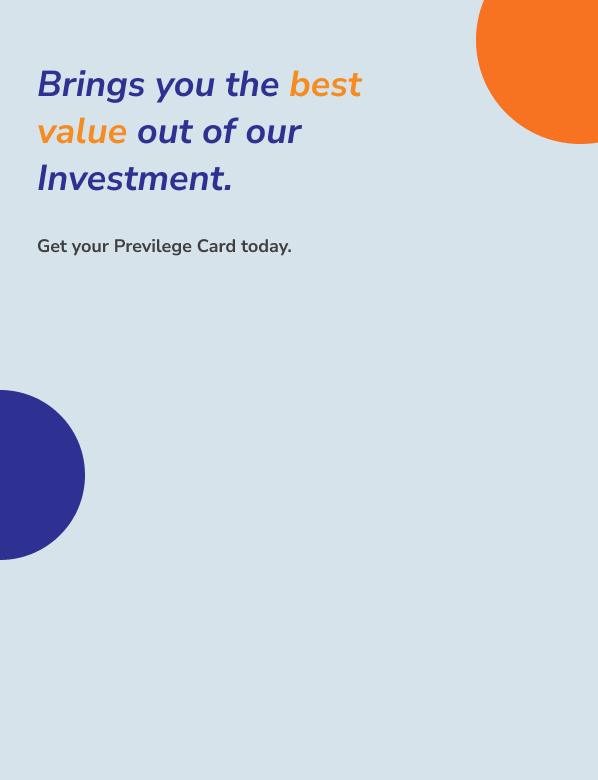 Brings you the best
value out of our
Investment.
Get your Previlege Card today.